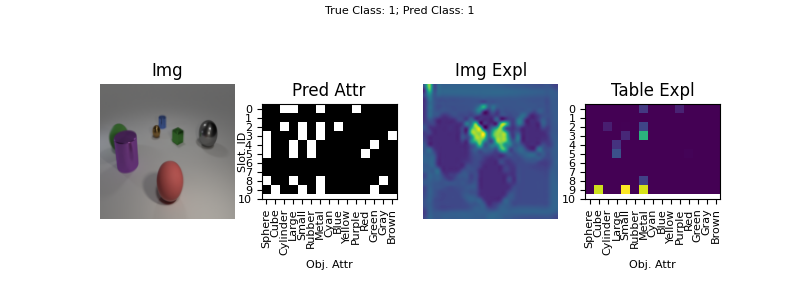 True Class: 1; Pred Class: 1
Img
Pred Attr
Img Expl
Table Expl
Slot. ID
0
1
2
3
4
5
6
7
8
9
10
0
1
2
3
4
5
6
7
8
9
10
Sphere
Cube
Cylinder
Large
Small
Rubber
Metal
Cyan
Blue
Yellow
Purple
Red
Green
Gray
Brown
Sphere
Cube
Cylinder
Large
Small
Rubber
Metal
Cyan
Blue
Yellow
Purple
Red
Green
Gray
Brown
Obj. Attr
Obj. Attr